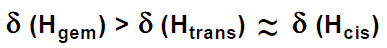 δ (H_gem) > δ (H_trans) ≈ δ (H_cis)